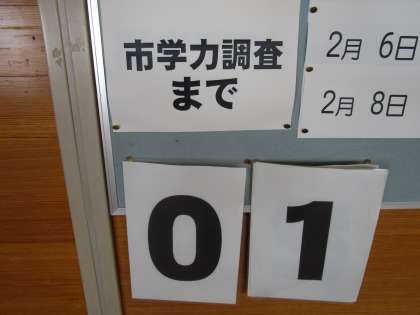 市学力調査
まで
2月 6日
2月 8日
0 1